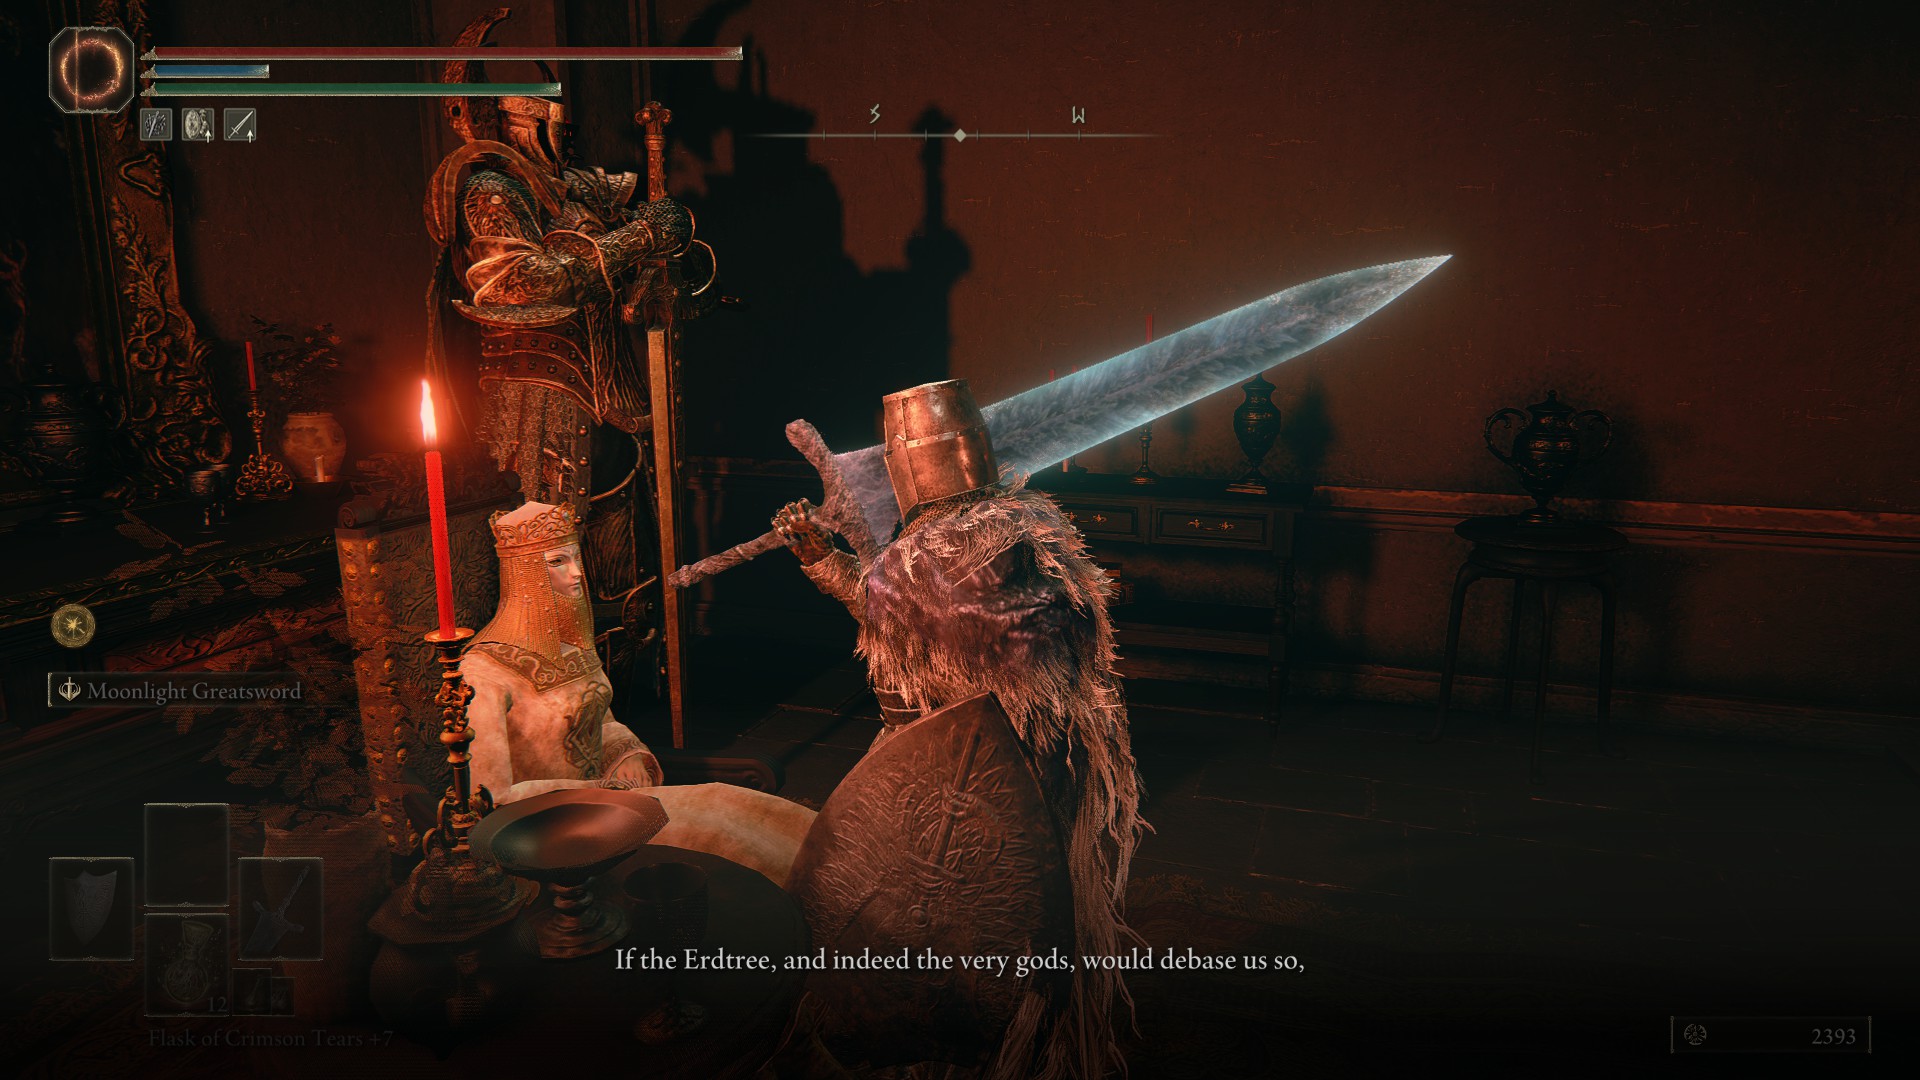 S W
Moonlight Greatsword
12
Flask of Crimson Tears +7
If the Erdtree, and indeed the very gods, would debase us so,
2393